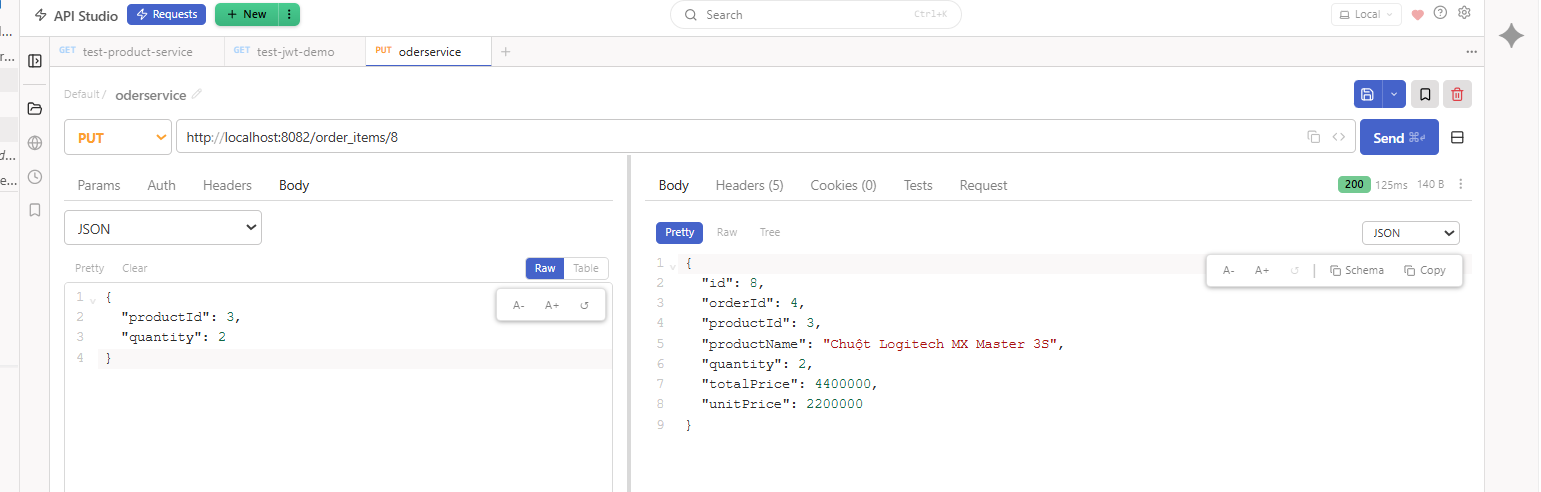 API Studio Requests + New Search Ctrl+K Local
GET test-product-service GET test-jwt-demo PUT oderservice + ...
Default / oderservice
PUT http://localhost:8082/order_items/8 Send ⌘⏎
Params Auth Headers Body
JSON
Pretty Clear Raw Table
A- A+ ↺
1 {
2 "productId": 3,
3 "quantity": 2
4 }
Body Headers (5) Cookies (0) Tests Request 200 125ms 140 B
Pretty Raw Tree JSON
A- A+ ↺ | Schema Copy
1 {
2 "id": 8,
3 "orderId": 4,
4 "productId": 3,
5 "productName": "Chuột Logitech MX Master 3S",
6 "quantity": 2,
7 "totalPrice": 4400000,
8 "unitPrice": 2200000
9 }